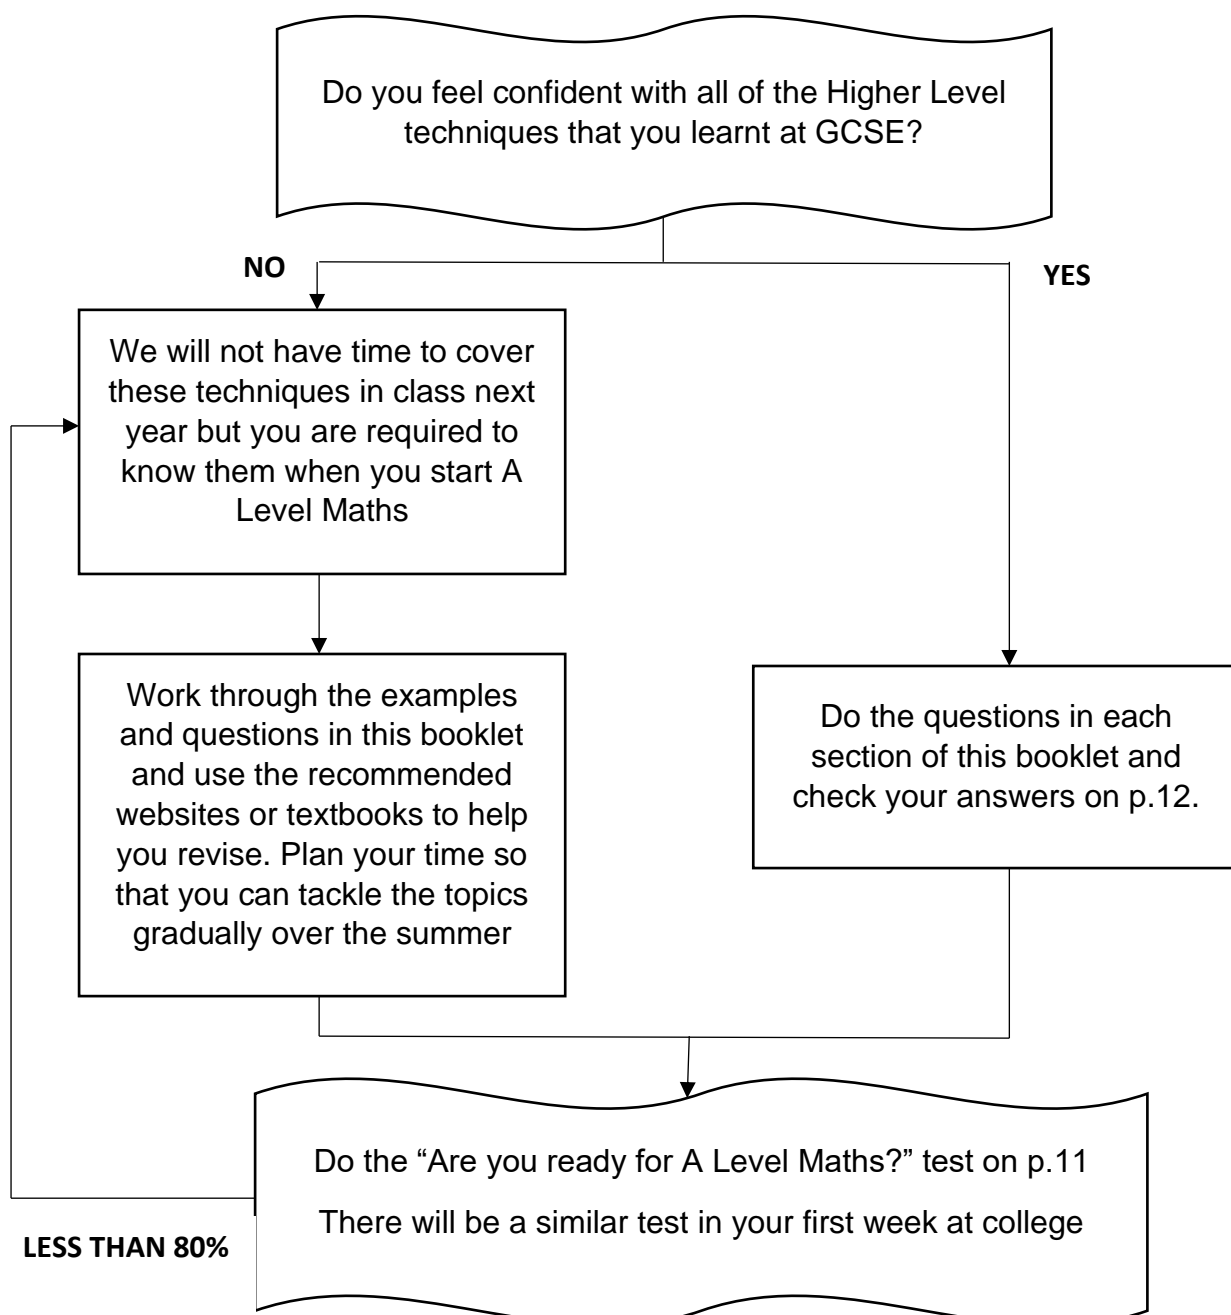 Do you feel confident with all of the Higher Level
techniques that you learnt at GCSE?
NO
YES
We will not have time to cover
these techniques in class next
year but you are required to
know them when you start A
Level Maths
Work through the examples
and questions in this booklet
and use the recommended
websites or textbooks to help
you revise. Plan your time so
that you can tackle the topics
gradually over the summer
Do the questions in each
section of this booklet and
check your answers on p.12.
Do the “Are you ready for A Level Maths?” test on p.11
There will be a similar test in your first week at college
LESS THAN 80%